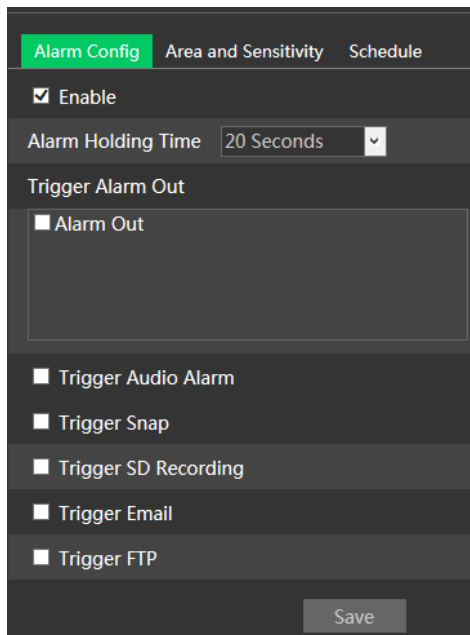 Alarm Config Area and Sensitivity Schedule
Enable
Alarm Holding Time 20 Seconds
Trigger Alarm Out
Alarm Out
Trigger Audio Alarm
Trigger Snap
Trigger SD Recording
Trigger Email
Trigger FTP
Save